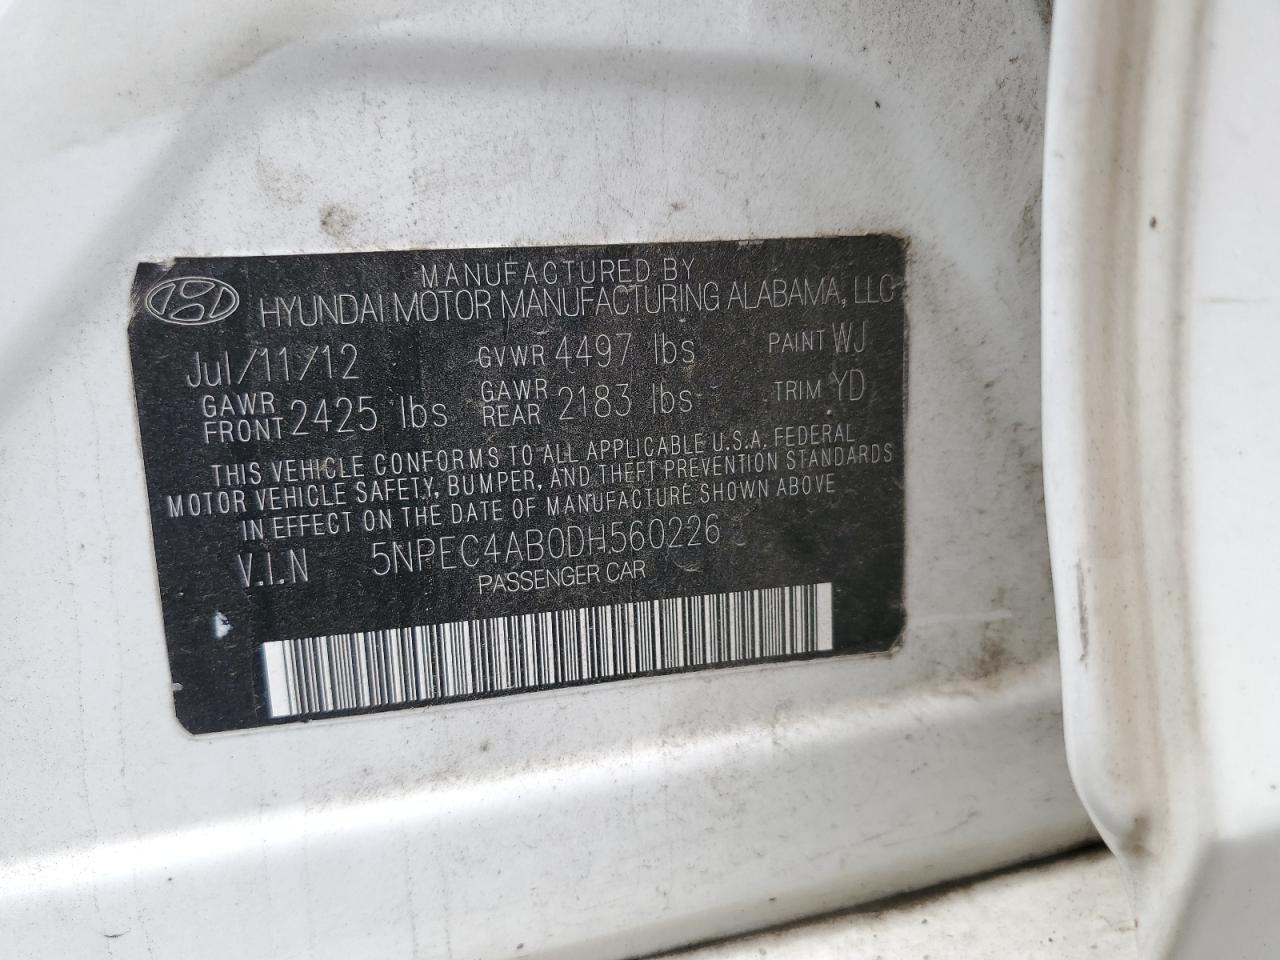 MANUFACTURED BY
HYUNDAI MOTOR MANUFACTURING ALABAMA, LLC
Jul/11/12 GVWR 4497 lbs PAINT WJ
GAWR FRONT 2425 lbs GAWR REAR 2183 lbs TRIM YD
THIS VEHICLE CONFORMS TO ALL APPLICABLE U.S.A. FEDERAL
MOTOR VEHICLE SAFETY, BUMPER, AND THEFT PREVENTION STANDARDS
IN EFFECT ON THE DATE OF MANUFACTURE SHOWN ABOVE
V.I.N 5NPEC4AB0DH560226
PASSENGER CAR